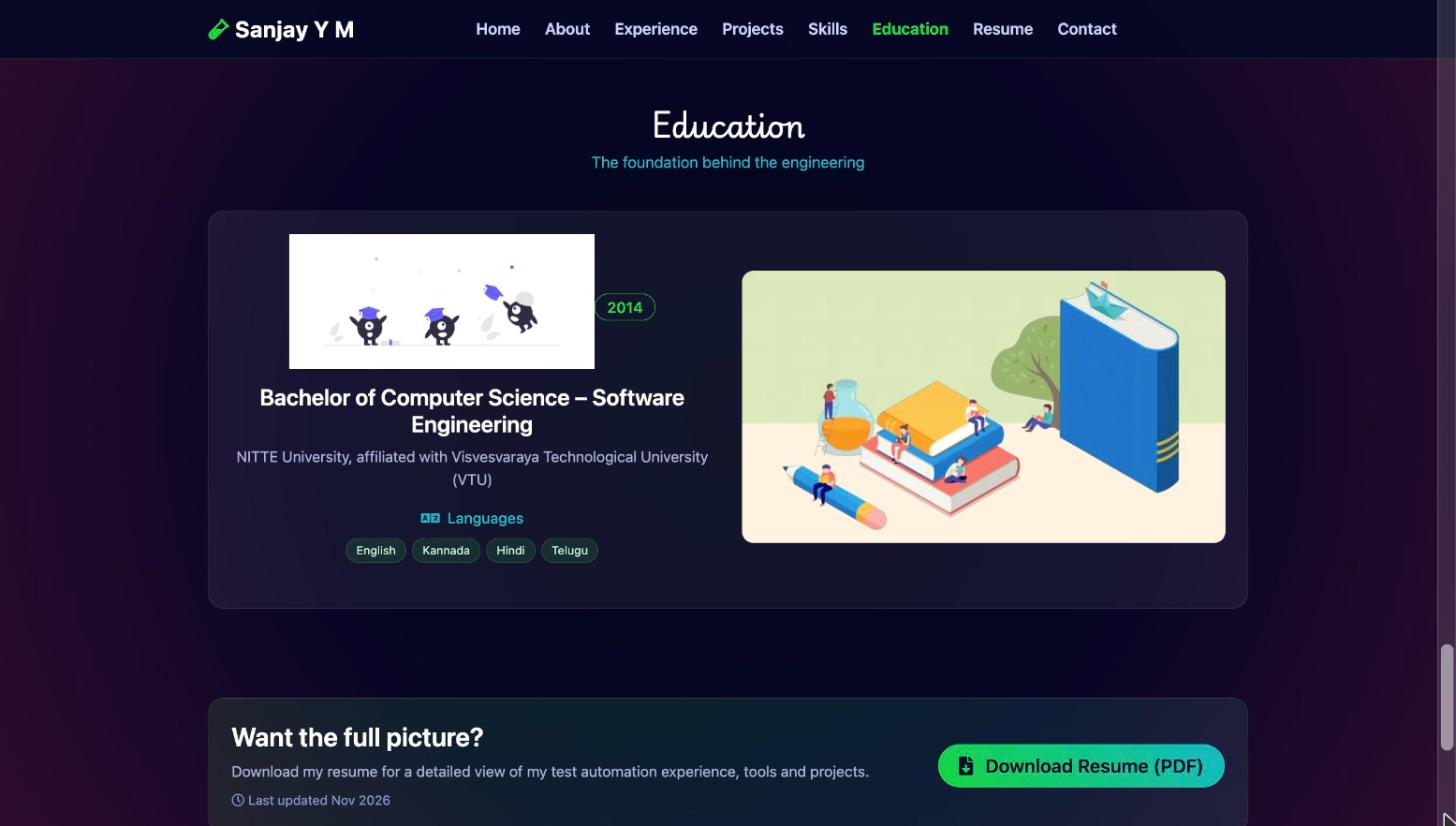 Sanjay Y M
Home About Experience Projects Skills Education Resume Contact
Education
The foundation behind the engineering
2014
Bachelor of Computer Science – Software
Engineering
NITTE University, affiliated with Visvesvaraya Technological University
(VTU)
Languages
English Kannada Hindi Telugu
Want the full picture?
Download my resume for a detailed view of my test automation experience, tools and projects.
Last updated Nov 2026
Download Resume (PDF)